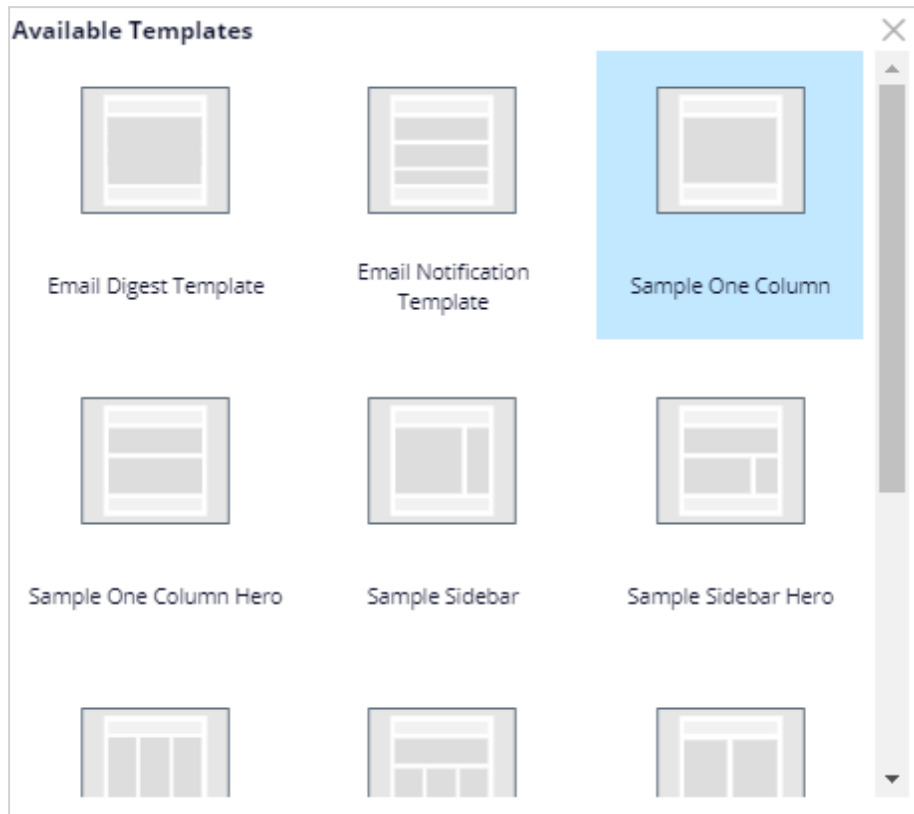 Available Templates
Email Digest Template
Email Notification
Template
Sample One Column
Sample One Column Hero
Sample Sidebar
Sample Sidebar Hero